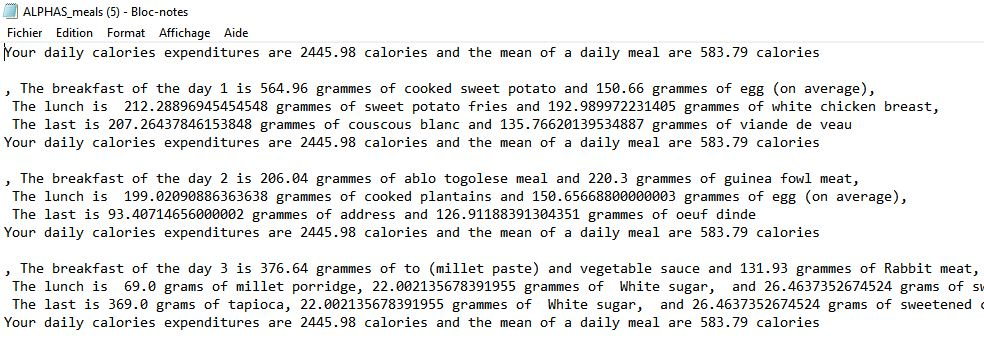 ALPHAS_meals (5) - Bloc-notes
Fichier Edition Format Affichage Aide
Your daily calories expenditures are 2445.98 calories and the mean of a daily meal are 583.79 calories
, The breakfast of the day 1 is 564.96 grammes of cooked sweet potato and 150.66 grammes of egg (on average),
The lunch is 212.28896945454548 grammes of sweet potato fries and 192.989972231405 grammes of white chicken breast,
The last is 207.26437846153848 grammes of couscous blanc and 135.76620139534887 grammes of viande de veau
Your daily calories expenditures are 2445.98 calories and the mean of a daily meal are 583.79 calories
, The breakfast of the day 2 is 206.04 grammes of ablo togolese meal and 220.3 grammes of guinea fowl meat,
The lunch is 199.02090886363638 grammes of cooked plantains and 150.65668800000003 grammes of egg (on average),
The last is 93.40714656000002 grammes of address and 126.91188391304351 grammes of oeuf dinde
Your daily calories expenditures are 2445.98 calories and the mean of a daily meal are 583.79 calories
, The breakfast of the day 3 is 376.64 grammes of to (millet paste) and vegetable sauce and 131.93 grammes of Rabbit meat,
The lunch is 69.0 grams of millet porridge, 22.002135678391955 grammes of White sugar, and 26.4637352674524 grams of sw
The last is 369.0 grams of tapioca, 22.002135678391955 grammes of White sugar, and 26.4637352674524 grams of sweetened c
Your daily calories expenditures are 2445.98 calories and the mean of a daily meal are 583.79 calories